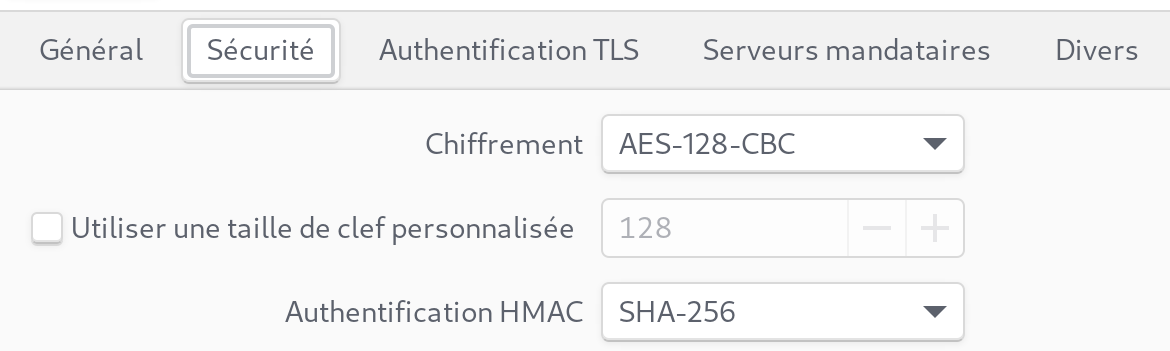 Général Sécurité Authentification TLS Serveurs mandataires Divers
Chiffrement AES-128-CBC
Utiliser une taille de clef personnalisée 128
Authentification HMAC SHA-256